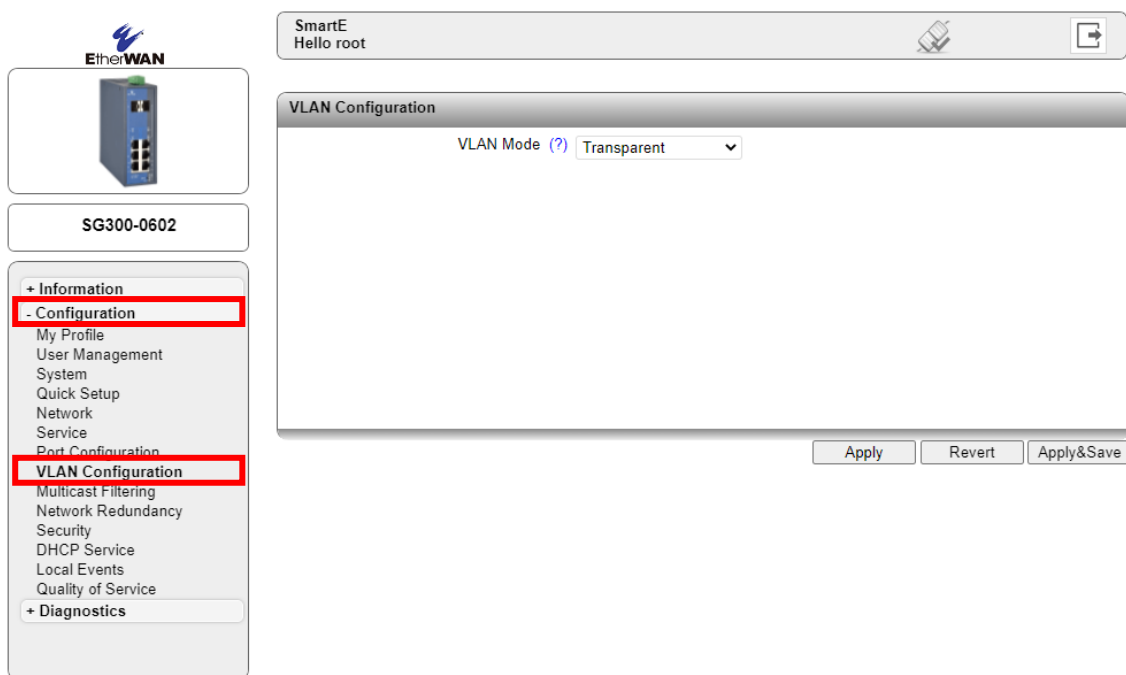 EtherWAN
SG300-0602
+ Information
- Configuration
My Profile
User Management
System
Quick Setup
Network
Service
Port Configuration
VLAN Configuration
Multicast Filtering
Network Redundancy
Security
DHCP Service
Local Events
Quality of Service
+ Diagnostics
SmartE
Hello root
VLAN Configuration
VLAN Mode (?) Transparent
Apply Revert Apply&Save